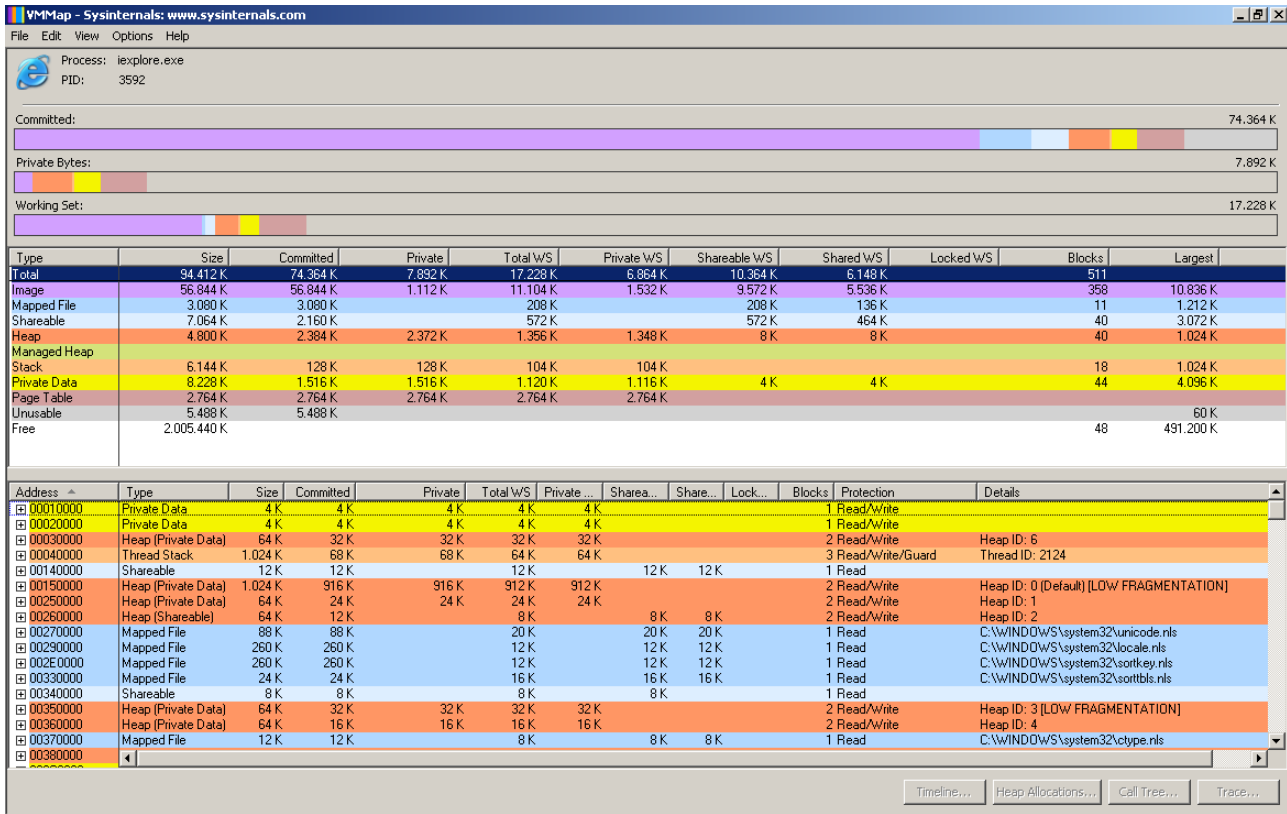 VMMap - Sysinternals: www.sysinternals.com
File Edit View Options Help
Process: iexplore.exe
PID: 3592
Committed: 74.364 K
Private Bytes: 7.892 K
Working Set: 17.228 K
Type Size Committed Private Total WS Private WS Shareable WS Shared WS Locked WS Blocks Largest
Total 94.412 K 74.364 K 7.892 K 17.228 K 6.864 K 10.364 K 6.148 K 511
Image 56.844 K 56.844 K 1.112 K 11.104 K 1.532 K 9.572 K 5.536 K 358 10.836 K
Mapped File 3.080 K 3.080 K 208 K 208 K 136 K 11 1.212 K
Shareable 7.064 K 2.160 K 572 K 572 K 464 K 40 3.072 K
Heap 4.800 K 2.384 K 2.372 K 1.356 K 1.348 K 8 K 8 K 40 1.024 K
Managed Heap
Stack 6.144 K 128 K 128 K 104 K 104 K 18 1.024 K
Private Data 8.228 K 1.516 K 1.516 K 1.120 K 1.116 K 4 K 4 K 44 4.096 K
Page Table 2.764 K 2.764 K 2.764 K 2.764 K 2.764 K
Unusable 5.488 K 5.488 K 60 K
Free 2.005.440 K 48 491.200 K
Address Type Size Committed Private Total WS Private ... Sharea... Share... Lock... Blocks Protection Details
00010000 Private Data 4 K 4 K 4 K 4 K 4 K 1 Read/Write
00020000 Private Data 4 K 4 K 4 K 4 K 4 K 1 Read/Write
00030000 Heap (Private Data) 64 K 32 K 32 K 32 K 32 K 2 Read/Write Heap ID: 6
00040000 Thread Stack 1.024 K 68 K 68 K 64 K 64 K 3 Read/Write/Guard Thread ID: 2124
00140000 Shareable 12 K 12 K 12 K 12 K 12 K 1 Read
00150000 Heap (Private Data) 1.024 K 916 K 916 K 912 K 912 K 2 Read/Write Heap ID: 0 (Default) [LOW FRAGMENTATION]
00250000 Heap (Private Data) 64 K 24 K 24 K 24 K 24 K 2 Read/Write Heap ID: 1
00260000 Heap (Shareable) 64 K 12 K 8 K 8 K 8 K 2 Read/Write Heap ID: 2
00270000 Mapped File 88 K 88 K 20 K 20 K 20 K 1 Read C:\WINDOWS\system32\unicode.nls
00290000 Mapped File 260 K 260 K 12 K 12 K 12 K 1 Read C:\WINDOWS\system32\locale.nls
002E0000 Mapped File 260 K 260 K 12 K 12 K 12 K 1 Read C:\WINDOWS\system32\sortkey.nls
00330000 Mapped File 24 K 24 K 16 K 16 K 16 K 1 Read C:\WINDOWS\system32\sorttbls.nls
00340000 Shareable 8 K 8 K 8 K 8 K 1 Read
00350000 Heap (Private Data) 64 K 32 K 32 K 32 K 32 K 2 Read/Write Heap ID: 3 [LOW FRAGMENTATION]
00360000 Heap (Private Data) 64 K 16 K 16 K 16 K 16 K 2 Read/Write Heap ID: 4
00370000 Mapped File 12 K 12 K 8 K 8 K 8 K 1 Read C:\WINDOWS\system32\ctype.nls
00380000
Timeline... Heap Allocations... Call Tree... Trace...